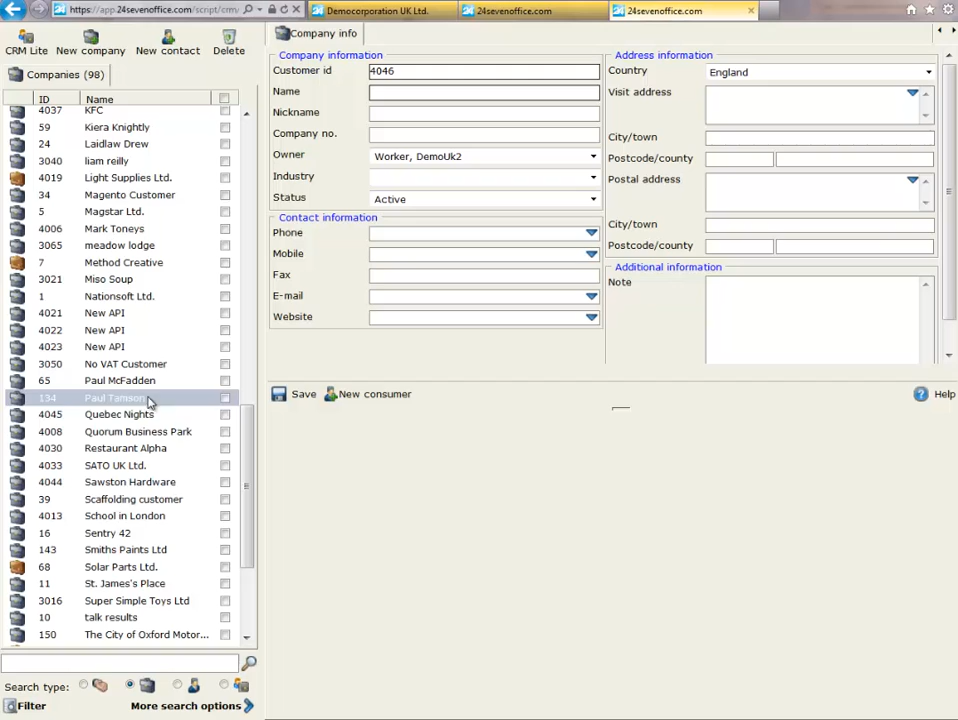 https://app.24sevenoffice.com/script/crm/
Democorporation UK Ltd.
24sevenoffice.com
24sevenoffice.com
CRM Lite
New company
New contact
Delete
Companies (98)
ID Name
4037 KFC
59 Kiera Knightly
24 Laidlaw Drew
3040 liam reilly
4019 Light Supplies Ltd.
34 Magento Customer
5 Magstar Ltd.
4006 Mark Toneys
3065 meadow lodge
7 Method Creative
3021 Miso Soup
1 Nationsoft Ltd.
4021 New API
4022 New API
4023 New API
3050 No VAT Customer
65 Paul McFadden
134 Paul Tamson
4045 Quebec Nights
4008 Quorum Business Park
4030 Restaurant Alpha
4033 SATO UK Ltd.
4044 Sawston Hardware
39 Scaffolding customer
4013 School in London
16 Sentry 42
143 Smiths Paints Ltd
68 Solar Parts Ltd.
11 St. James's Place
3016 Super Simple Toys Ltd
10 talk results
150 The City of Oxford Motor...
Search type:
Filter
More search options
Company info
Company information
Customer id 4046
Name
Nickname
Company no.
Owner Worker, DemoUk2
Industry
Status Active
Contact information
Phone
Mobile
Fax
E-mail
Website
Address information
Country England
Visit address
City/town
Postcode/county
Postal address
City/town
Postcode/county
Additional information
Note
Save
New consumer
Help